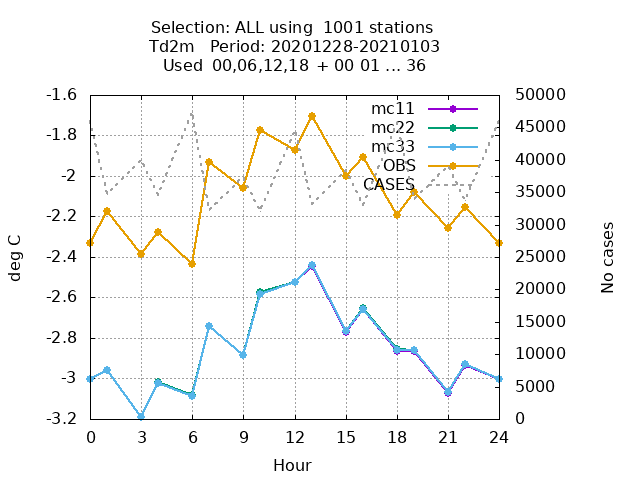 Selection: ALL using  1001 stations
Td2m   Period: 20201228-20210103
Used  00,06,12,18  + 00 01 ... 36
-1.6
-1.8
-2
-2.2
-2.4
-2.6
-2.8
-3
-3.2
50000
45000
40000
35000
30000
25000
20000
15000
10000
5000
0
mc11
mc22
mc33
OBS
CASES
deg C
No cases
0 3 6 9 12 15 18 21 24
Hour